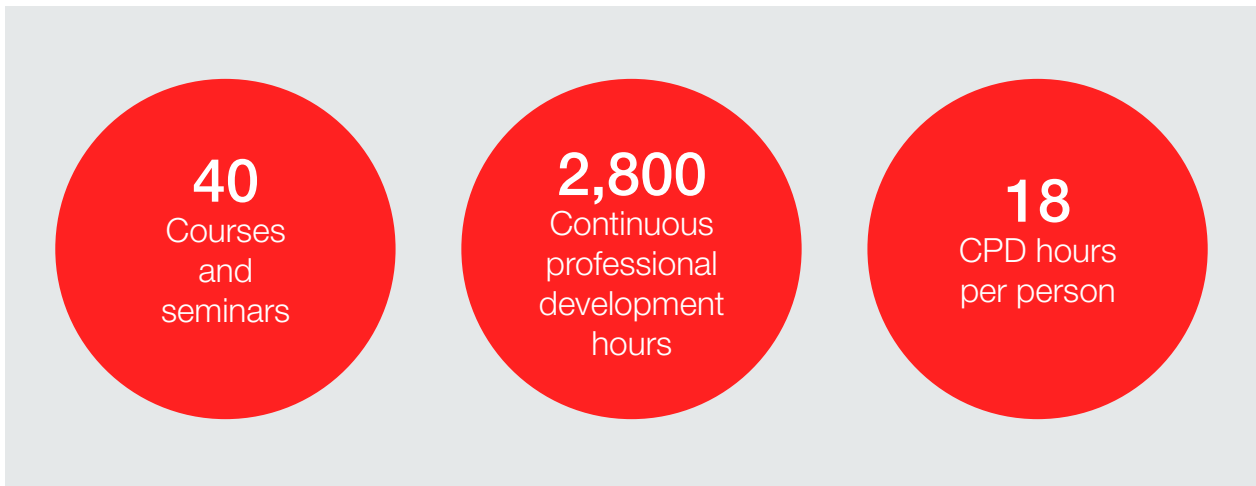 40
Courses
and
seminars
2,800
Continuous
professional
development
hours
18
CPD hours
per person